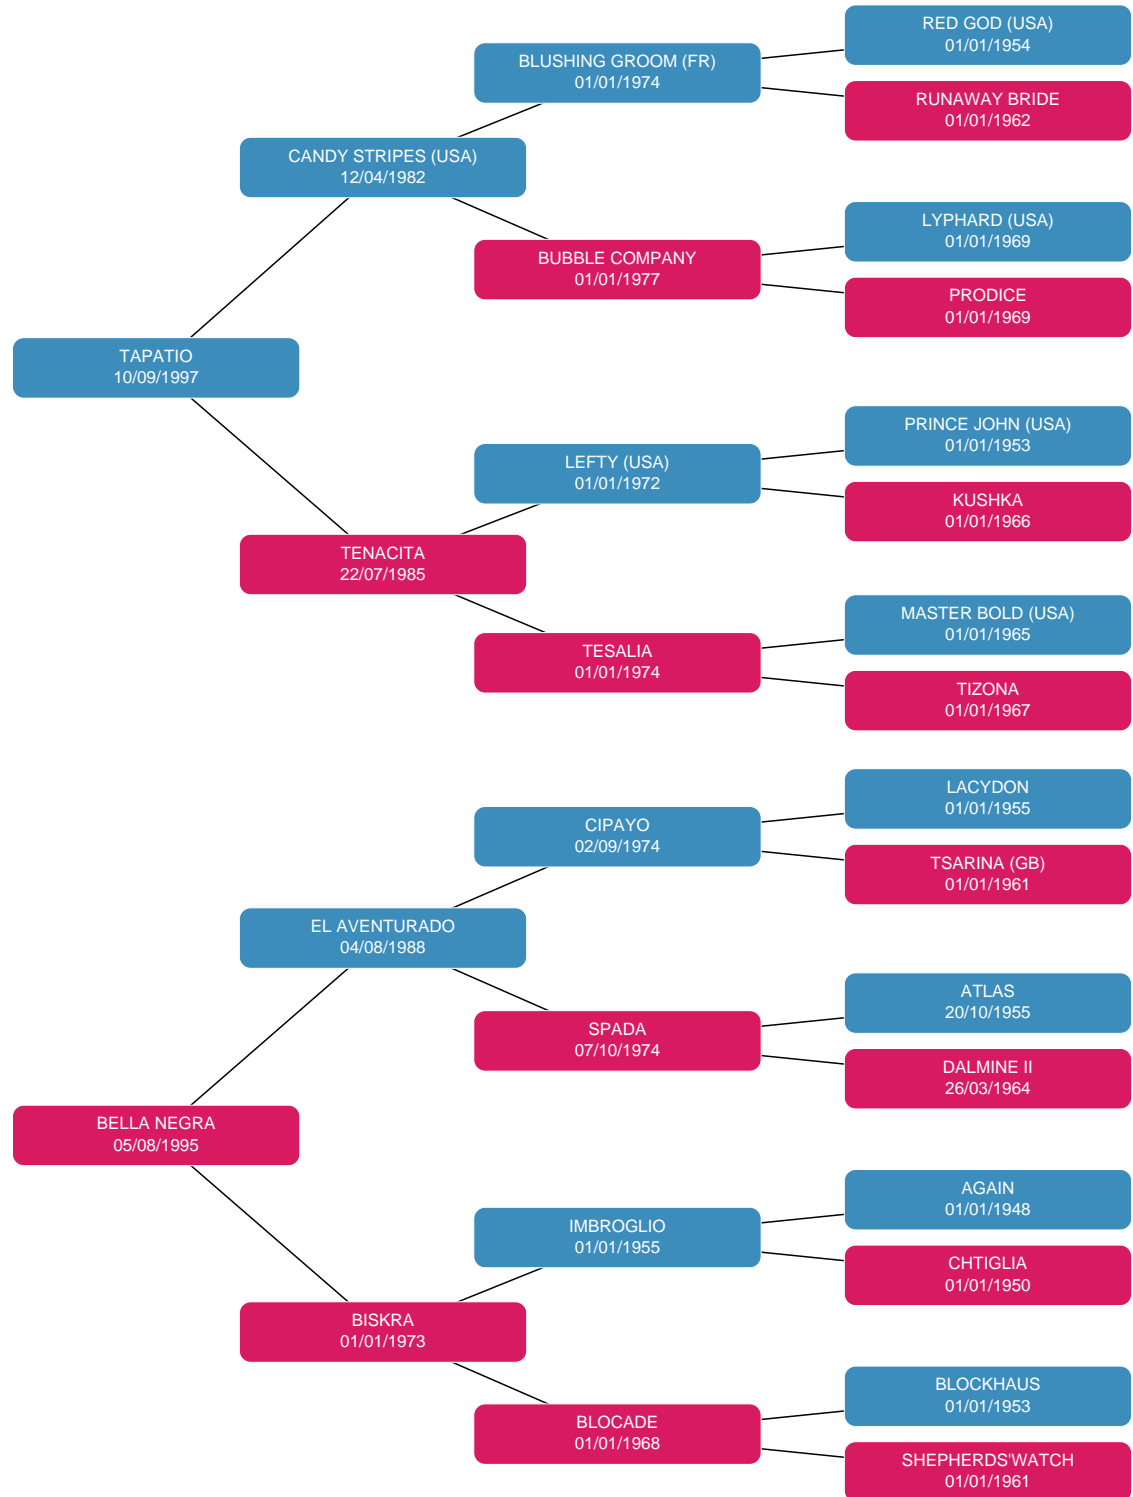 RED GOD (USA)
01/01/1954
BLUSHING GROOM (FR)
01/01/1974
RUNAWAY BRIDE
01/01/1962
CANDY STRIPES (USA)
12/04/1982
LYPHARD (USA)
01/01/1969
BUBBLE COMPANY
01/01/1977
PRODICE
01/01/1969
TAPATIO
10/09/1997
PRINCE JOHN (USA)
01/01/1953
LEFTY (USA)
01/01/1972
KUSHKA
01/01/1966
TENACITA
22/07/1985
MASTER BOLD (USA)
01/01/1965
TESALIA
01/01/1974
TIZONA
01/01/1967
LACYDON
01/01/1955
CIPAYO
02/09/1974
TSARINA (GB)
01/01/1961
EL AVENTURADO
04/08/1988
ATLAS
20/10/1955
SPADA
07/10/1974
DALMINE II
26/03/1964
BELLA NEGRA
05/08/1995
AGAIN
01/01/1948
IMBROGLIO
01/01/1955
CHTIGLIA
01/01/1950
BISKRA
01/01/1973
BLOCKHAUS
01/01/1953
BLOCADE
01/01/1968
SHEPHERDS'WATCH
01/01/1961